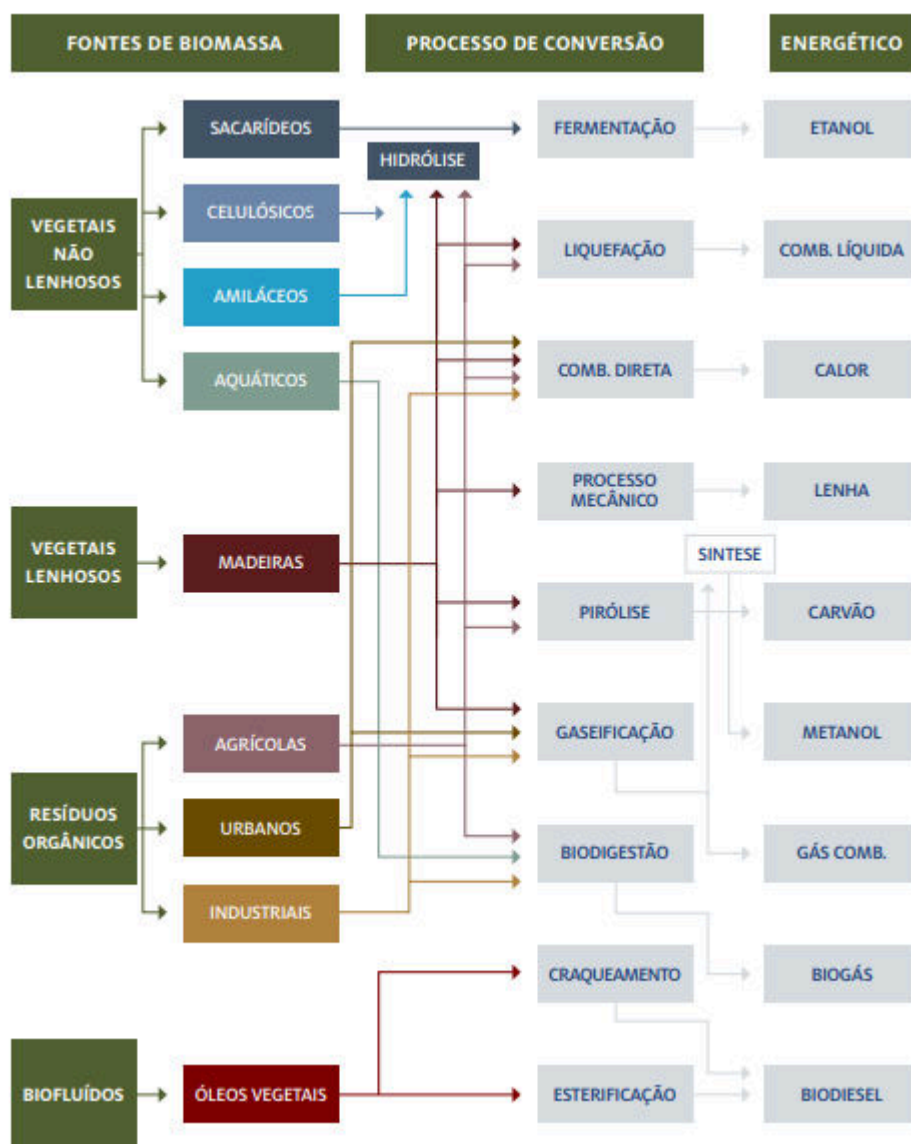 FONTES DE BIOMASSA
PROCESSO DE CONVERSÃO
ENERGÉTICO
SACARÍDEOS
FERMENTAÇÃO
ETANOL
HIDRÓLISE
VEGETAIS
NÃO
LENHOSOS
CELULÓSICOS
LIQUEFAÇÃO
COMB. LÍQUIDA
AMILÁCEOS
AQUÁTICOS
COMB. DIRETA
CALOR
PROCESSO
MECÂNICO
LENHA
VEGETAIS
LENHOSOS
MADEIRAS
SINTESE
PIRÓLISE
CARVÃO
AGRÍCOLAS
GASEIFICAÇÃO
METANOL
RESÍDUOS
ORGÂNICOS
URBANOS
BIODIGESTÃO
GÁS COMB.
INDUSTRIAIS
CRAQUEAMENTO
BIOGÁS
BIOFLUÍDOS
ÓLEOS VEGETAIS
ESTERIFICAÇÃO
BIODIESEL